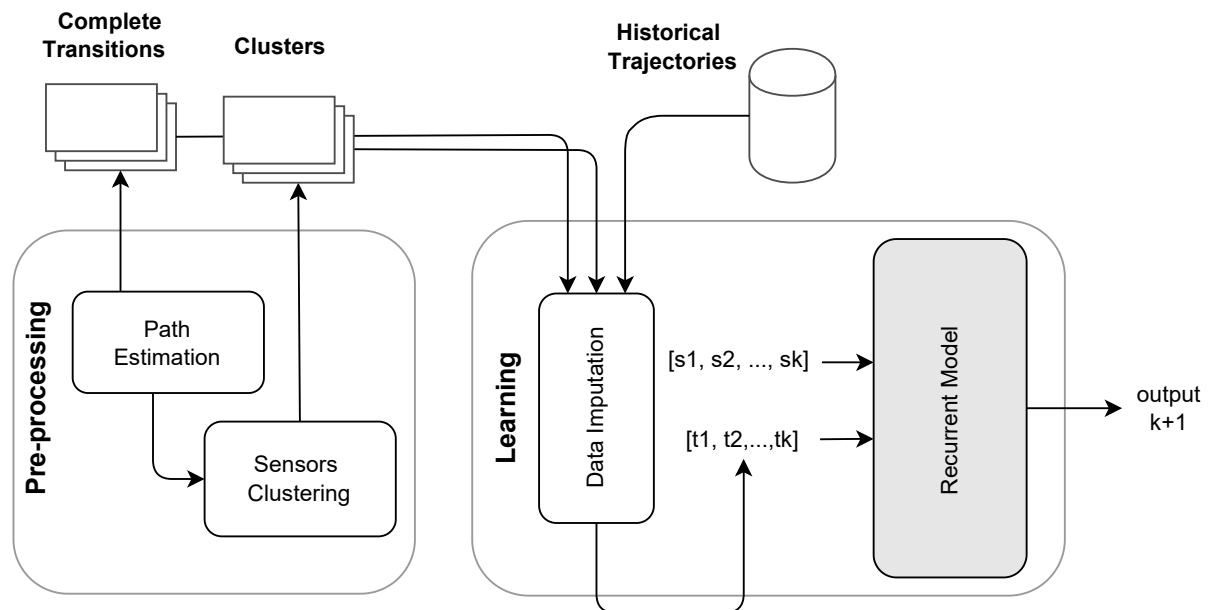 Complete
Transitions
Clusters
Historical
Trajectories
Pre-processing
Path
Estimation
Sensors
Clustering
Learning
Data Imputation
[s1, s2, ..., sk]
[t1, t2,...,tk]
Recurrent Model
output
k+1